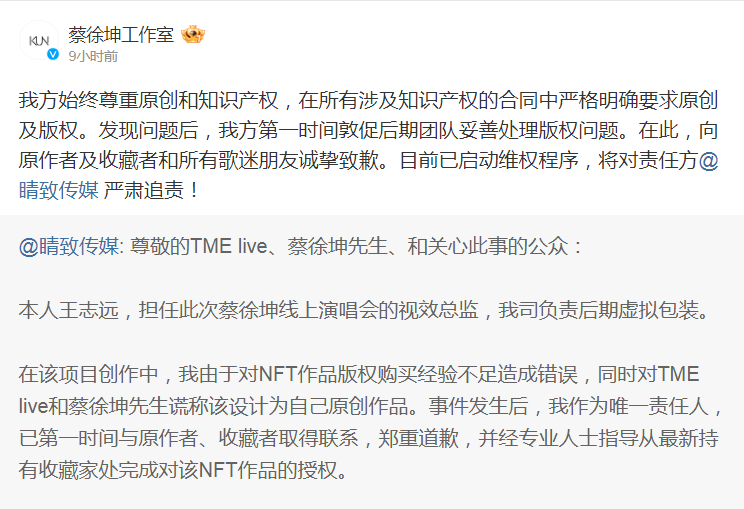 KUN
蔡徐坤工作室
9小时前
我方始终尊重原创和知识产权，在所有涉及知识产权的合同中严格明确要求原创
及版权。发现问题后，我方第一时间敦促后期团队妥善处理版权问题。在此，向
原作者及收藏者和所有歌迷朋友诚挚致歉。目前已启动维权程序，将对责任方@
晴致传媒 严肃追责！
@晴致传媒: 尊敬的TME live、蔡徐坤先生、和关心此事的公众：
本人王志远，担任此次蔡徐坤线上演唱会的视效总监，我司负责后期虚拟包装。
在该项目创作中，我由于对NFT作品版权购买经验不足造成错误，同时对TME
live和蔡徐坤先生谎称该设计为自己原创作品。事件发生后，我作为唯一责任人，
已第一时间与原作者、收藏者取得联系，郑重道歉，并经专业人士指导从最新持
有收藏家处完成对该NFT作品的授权。